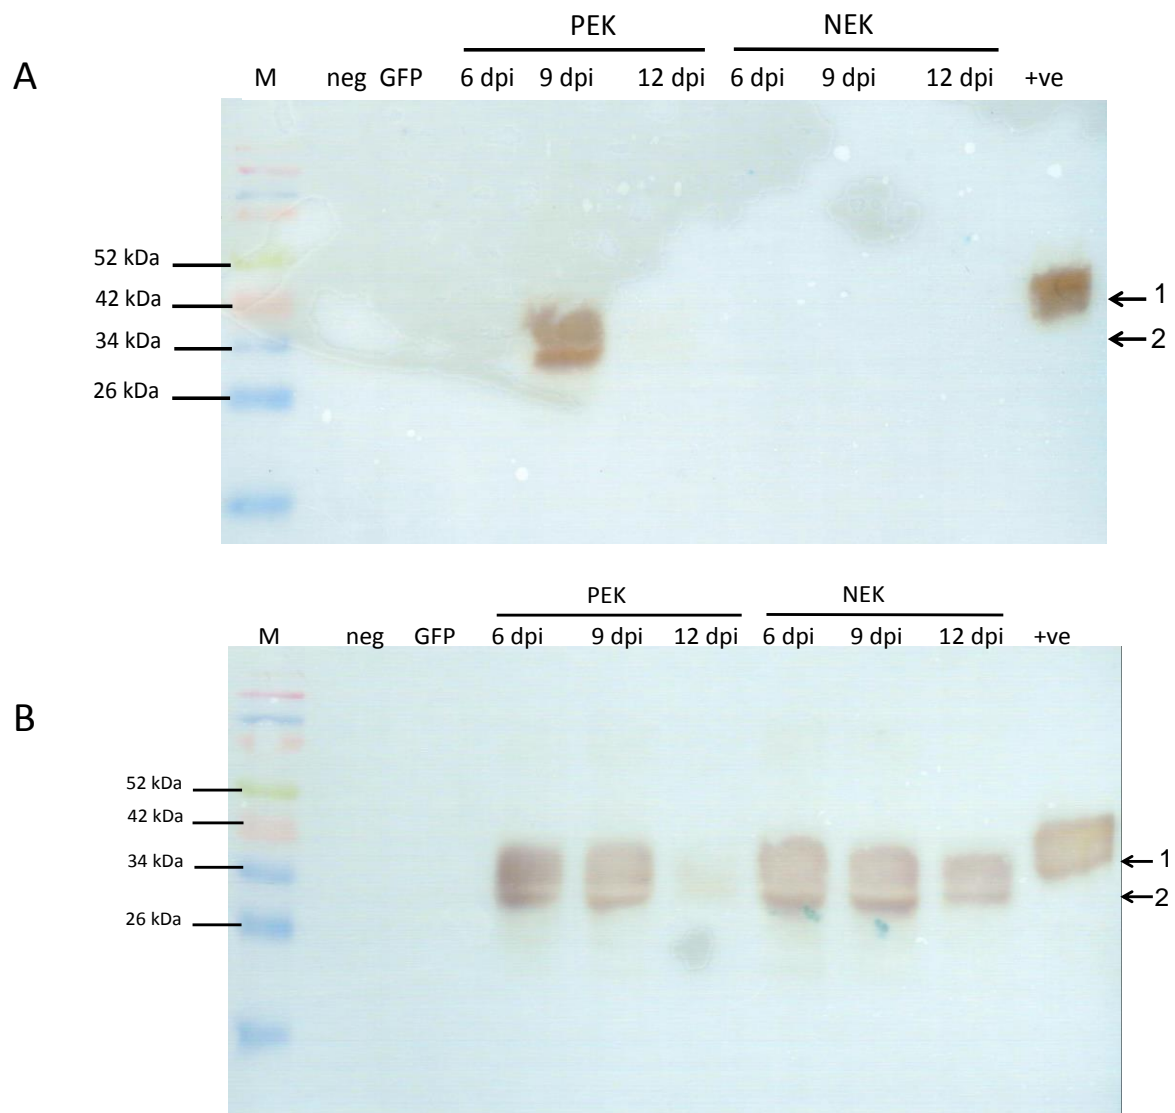 PEK NEK
A M neg GFP 6 dpi 9 dpi 12 dpi 6 dpi 9 dpi 12 dpi +ve
52 kDa
42 kDa 1
34 kDa 2
26 kDa
PEK NEK
M neg GFP 6 dpi 9 dpi 12 dpi 6 dpi 9 dpi 12 dpi +ve
B
52 kDa
42 kDa
34 kDa 1
2
26 kDa